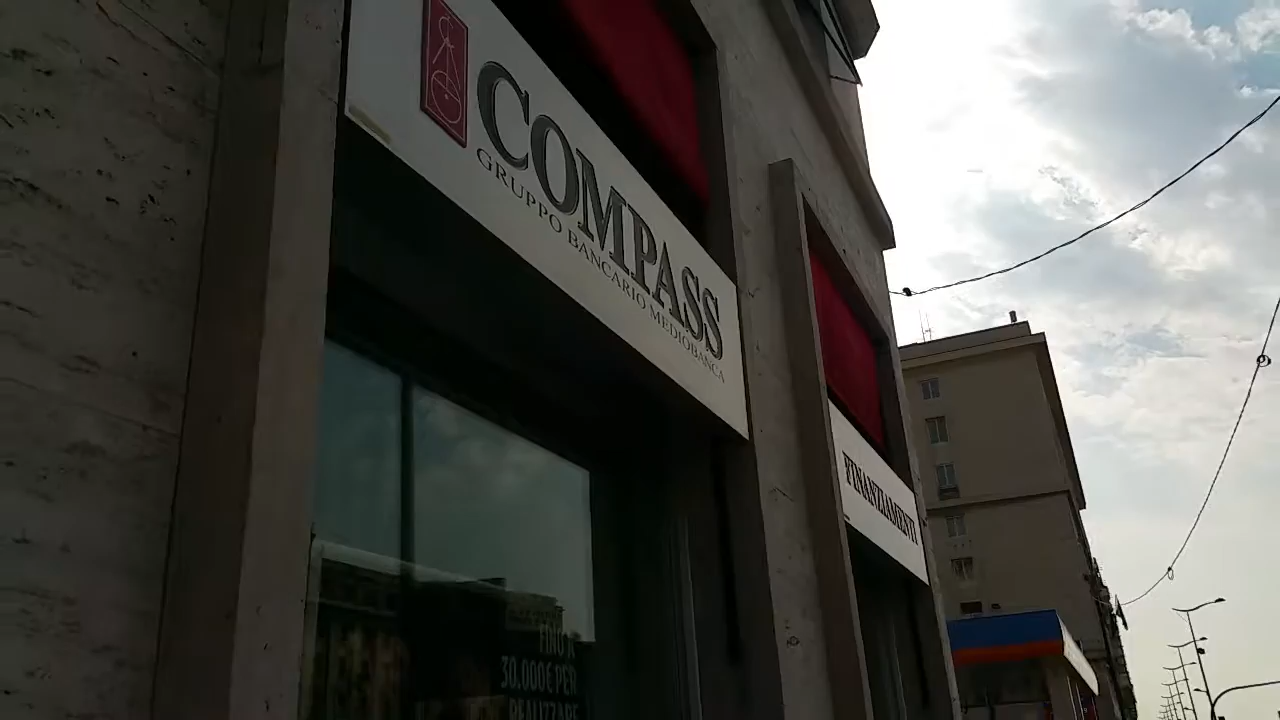 COMPASS
GRUPPO BANCARIO MEDIOBANCA
FINANZIAMENTI
FINO A
30.000€ PER
REALIZZARE